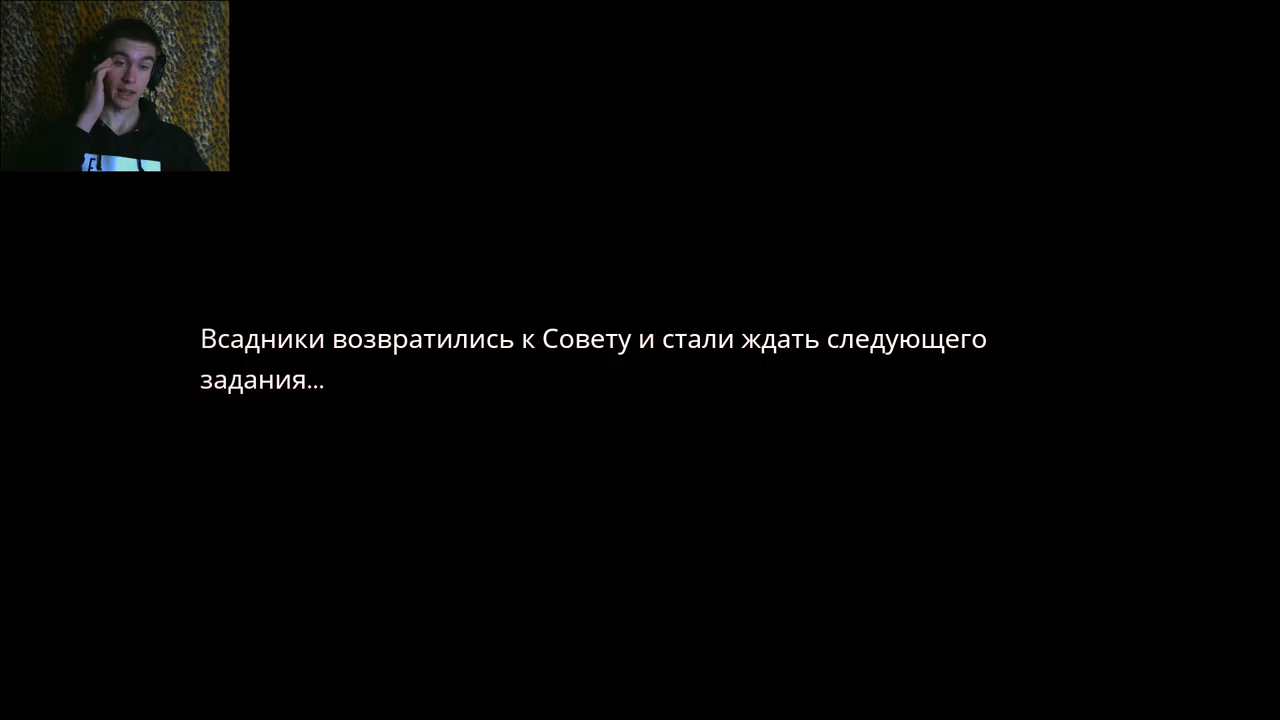 Всадники возвратились к Совету и стали ждать следующего
задания...